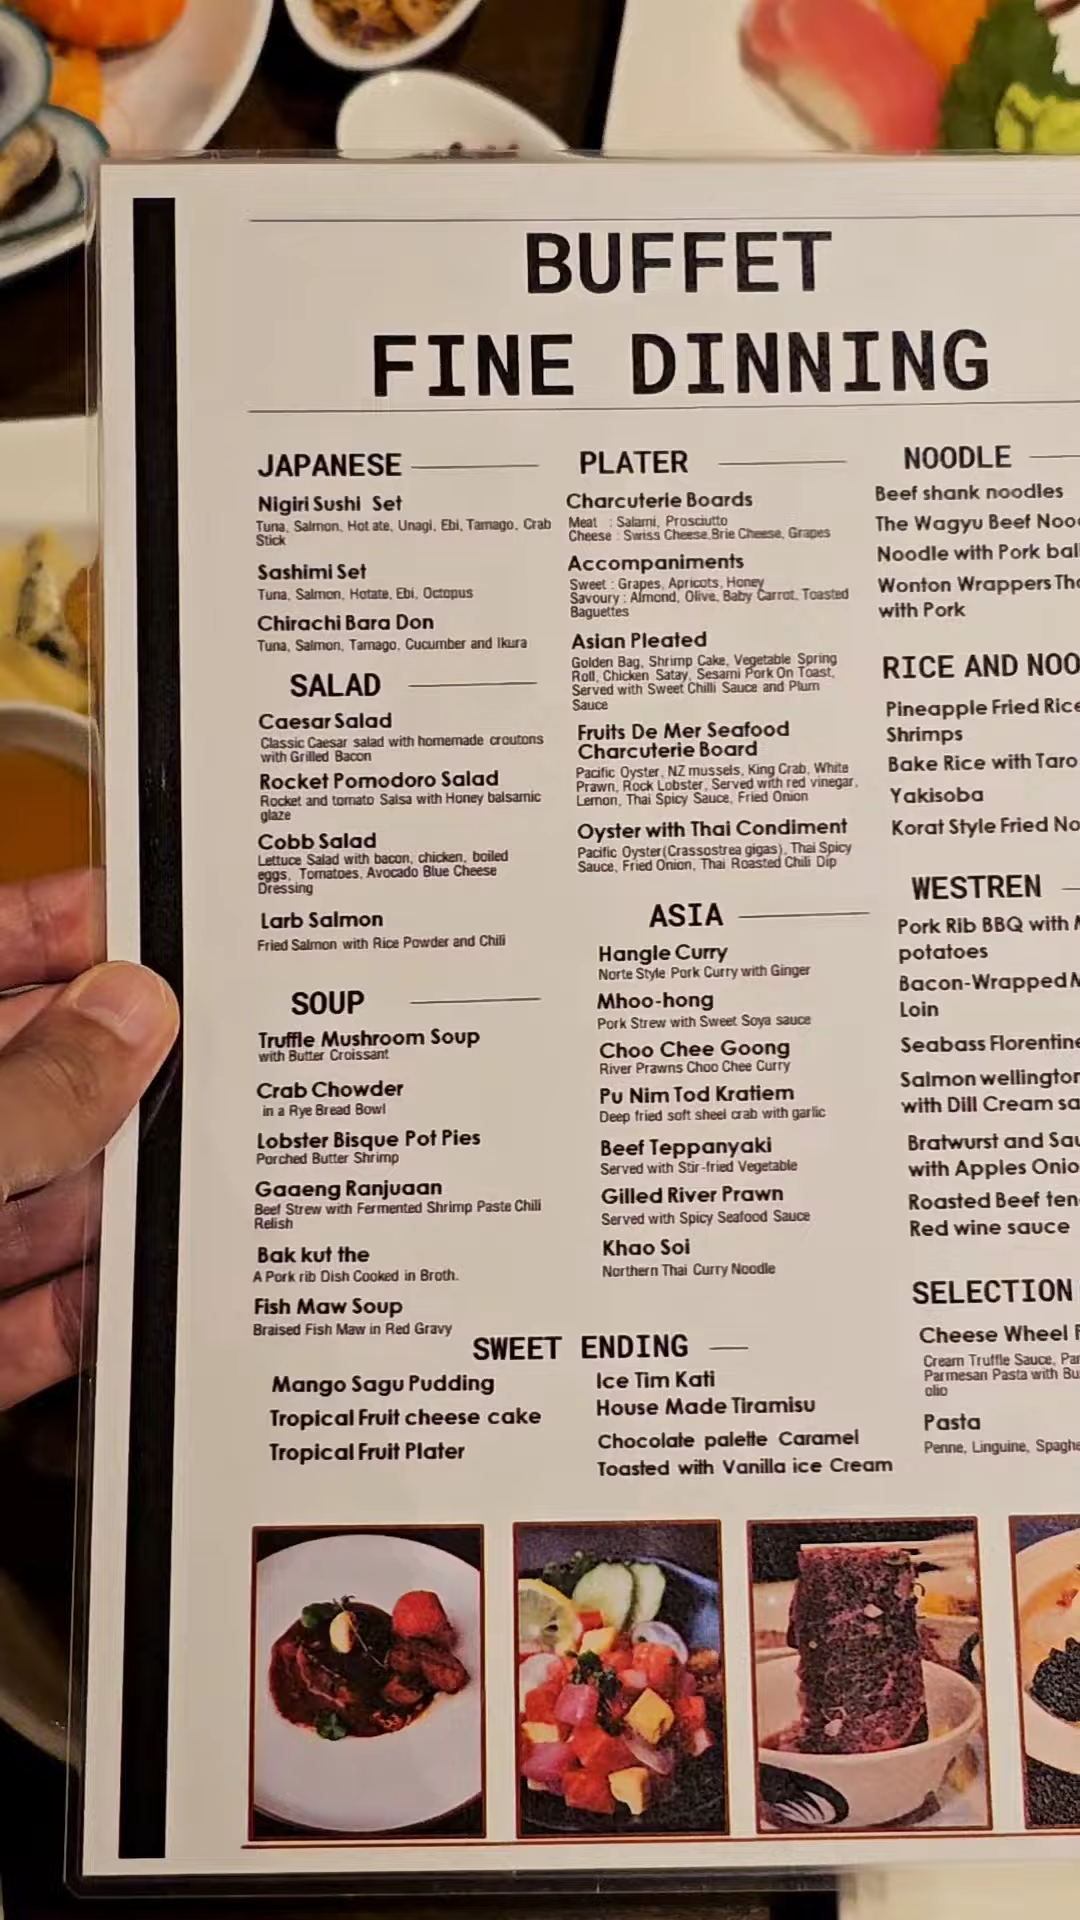 BUFFET
FINE DINNING
JAPANESE
Nigiri Sushi Set
Tuna, Salmon, Hot ate, Unagi, Ebi, Tamago, Crab
Stick
Sashimi Set
Tuna, Salmon, Hotate, Ebi, Octopus
Chirachi Bara Don
Tuna, Salmon, Tamago, Cucumber and Ikura
SALAD
Caesar Salad
Classic Caesar salad with homemade croutons
with Grilled Bacon
Rocket Pomodoro Salad
Rocket and tomato Salsa with Honey balsamic
glaze
Cobb Salad
Lettuce Salad with bacon, chicken, boiled
eggs, Tomatoes, Avocado Blue Cheese
Dressing
Larb Salmon
Fried Salmon with Rice Powder and Chili
SOUP
Truffle Mushroom Soup
with Butter Croissant
Crab Chowder
in a Rye Bread Bowl
Lobster Bisque Pot Pies
Porched Butter Shrimp
Gaaeng Ranjuaan
Beef Strew with Fermented Shrimp Paste Chili
Relish
Bak kut the
A Pork rib Dish Cooked in Broth.
Fish Maw Soup
Braised Fish Maw in Red Gravy
PLATER
Charcuterie Boards
Meat : Salami, Prosciutto
Cheese : Swiss Cheese,Brie Cheese, Grapes
Accompaniments
Sweet : Grapes, Apricots, Honey
Savoury : Almond, Olive, Baby Carrot, Toasted
Baguettes
Asian Pleated
Golden Bag, Shrimp Cake, Vegetable Spring
Roll, Chicken Satay, Sesami Pork On Toast,
Served with Sweet Chilli Sauce and Plum
Sauce
Fruits De Mer Seafood
Charcuterie Board
Pacific Oyster, NZ mussels, King Crab, White
Prawn, Rock Lobster, Served with red vinegar,
Lemon, Thai Spicy Sauce, Fried Onion
Oyster with Thai Condiment
Pacific Oyster(Crassostrea gigas), Thai Spicy
Sauce, Fried Onion, Thai Roasted Chili Dip
ASIA
Hangle Curry
Norte Style Pork Curry with Ginger
Mhoo-hong
Pork Strew with Sweet Soya sauce
Choo Chee Goong
River Prawns Choo Chee Curry
Pu Nim Tod Kratiem
Deep fried soft sheel crab with garlic
Beef Teppanyaki
Served with Stir-fried Vegetable
Gilled River Prawn
Served with Spicy Seafood Sauce
Khao Soi
Northern Thai Curry Noodle
SWEET ENDING
Mango Sagu Pudding
Tropical Fruit cheese cake
Tropical Fruit Plater
Ice Tim Kati
House Made Tiramisu
Chocolate palette Caramel
Toasted with Vanilla ice Cream
NOODLE
Beef shank noodles
The Wagyu Beef
Noodle with Pork
Wonton Wrappers
with Pork
RICE AND
Pineapple Fried Rice
Shrimps
Bake Rice with Taro
Yakisoba
Korat Style Fried
WESTREN
Pork Rib BBQ with
potatoes
Bacon-Wrapped
Loin
Seabass Florentine
Salmon wellington
with Dill Cream
Bratwurst and
with Apples
Roasted Beef
Red wine sauce
SELECTION
Cheese Wheel
Cream Truffle Sauce,
Parmesan Pasta with
olio
Pasta
Penne, Linguine,